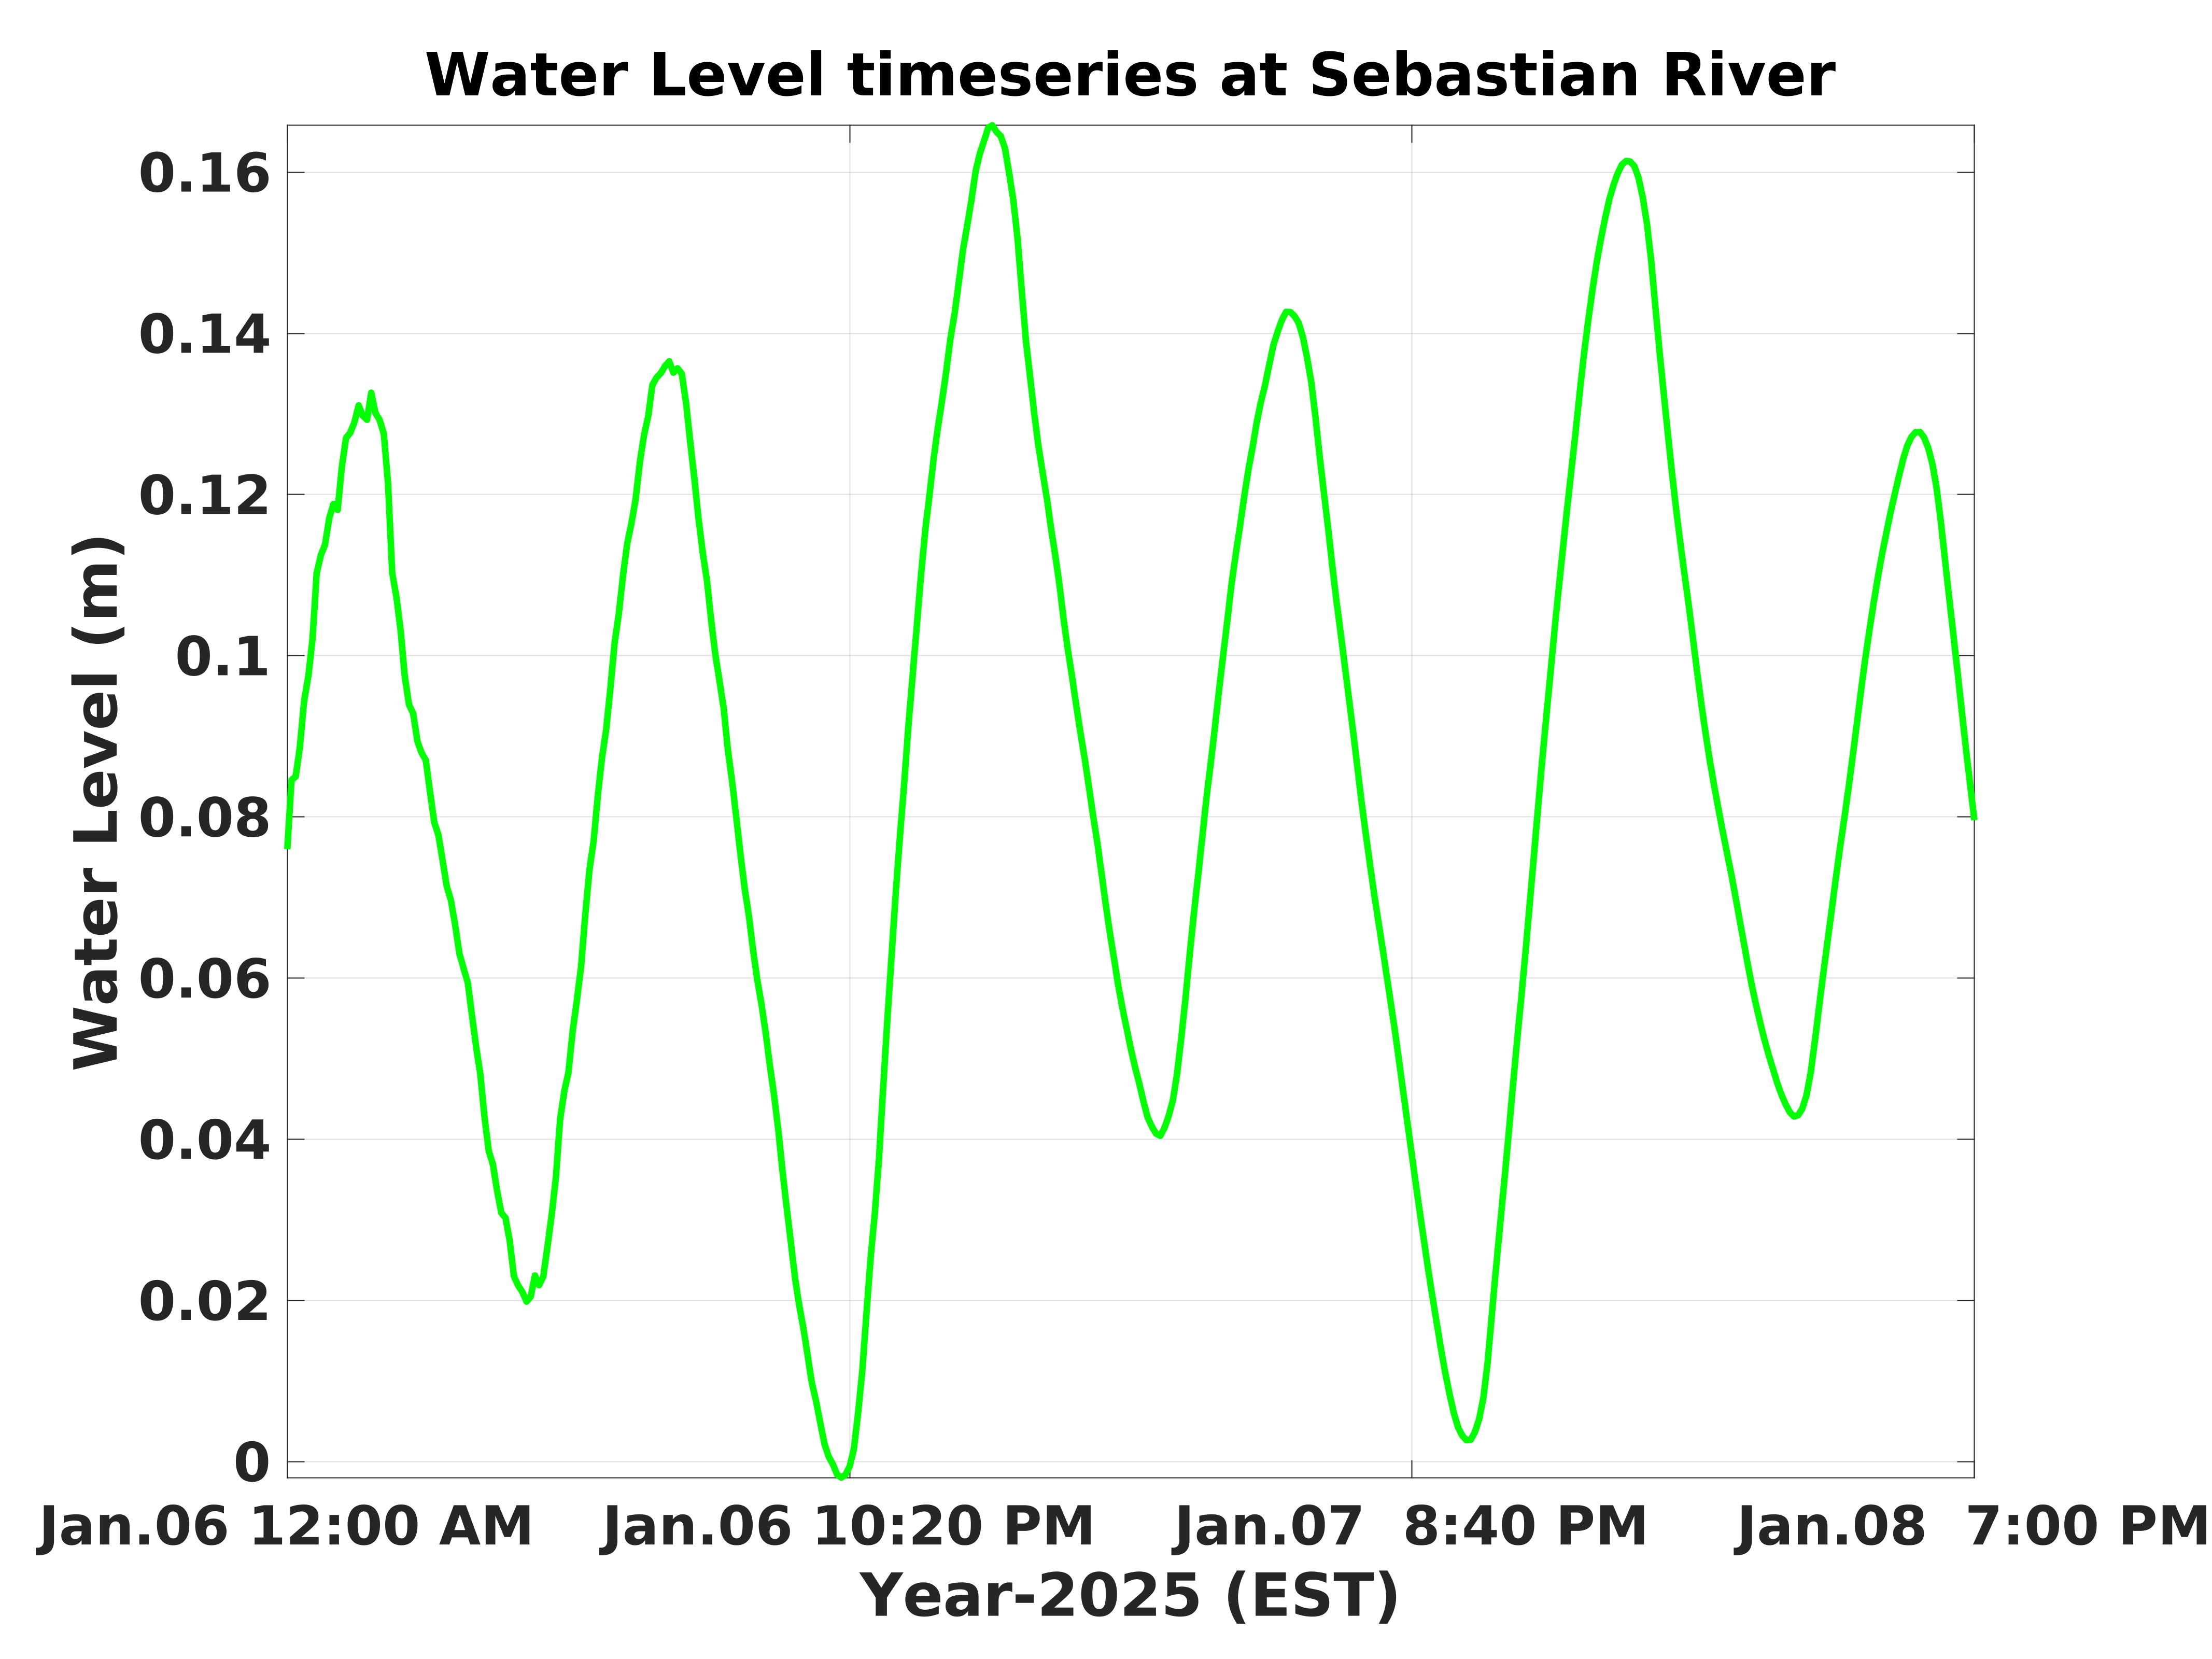 Water Level timeseries at Sebastian River
Water Level (m)
0.16
0.14
0.12
0.1
0.08
0.06
0.04
0.02
0
Jan.06 12:00 AM Jan.06 10:20 PM Jan.07 8:40 PM Jan.08 7:00 PM
Year-2025 (EST)